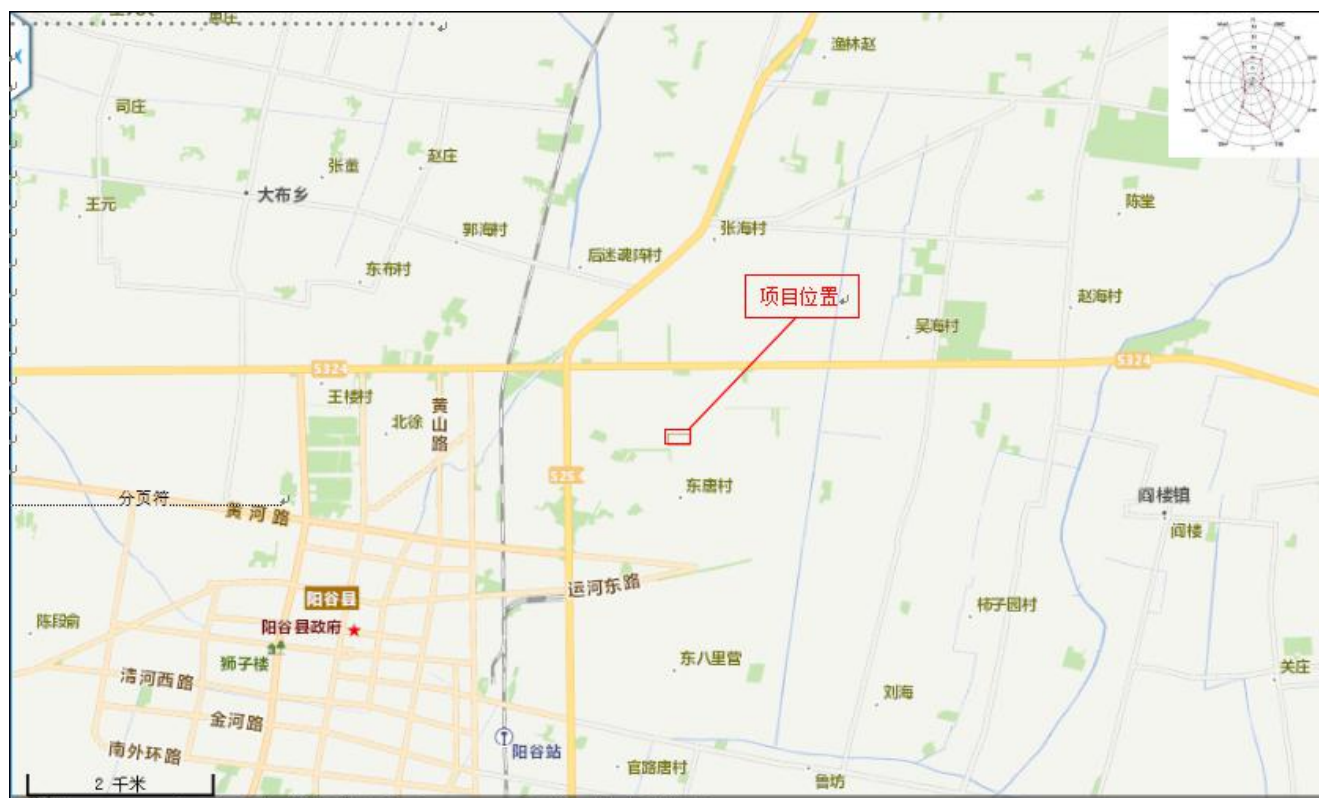 渔林赵
司庄
张董
赵庄
大布乡
王元
陈堂
郭海村
张海村
后迷魂阵村
东布村
项目位置
赵海村
吴海村
S324
S324
王楼村
黄山路
北徐
S25
东唐村
分页符
阎楼镇
黄河路
阎楼
运河东路
阳谷县
柿子园村
陈段俞
阳谷县政府
狮子楼
东八里营
关庄
清河西路
刘海
金河路
南外环路
阳谷站
官路唐村
鲁坊
2 千米